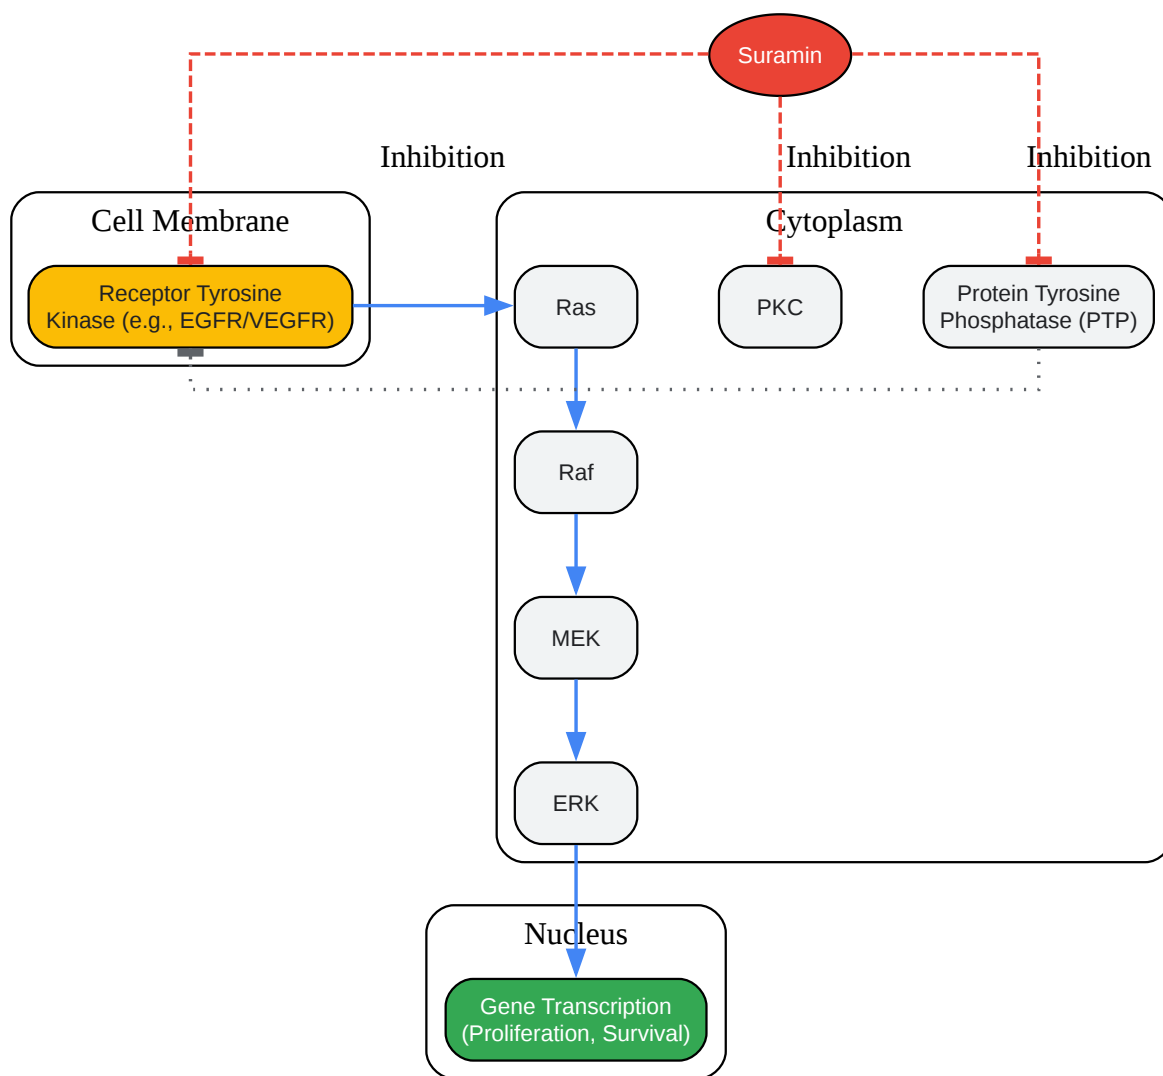 Suramin
Inhibition
Inhibition
Inhibition
Cell Membrane
Cytoplasm
Receptor Tyrosine
Kinase (e.g., EGFR/VEGFR)
Ras
PKC
Protein Tyrosine
Phosphatase (PTP)
Raf
MEK
ERK
Nucleus
Gene Transcription
(Proliferation, Survival)